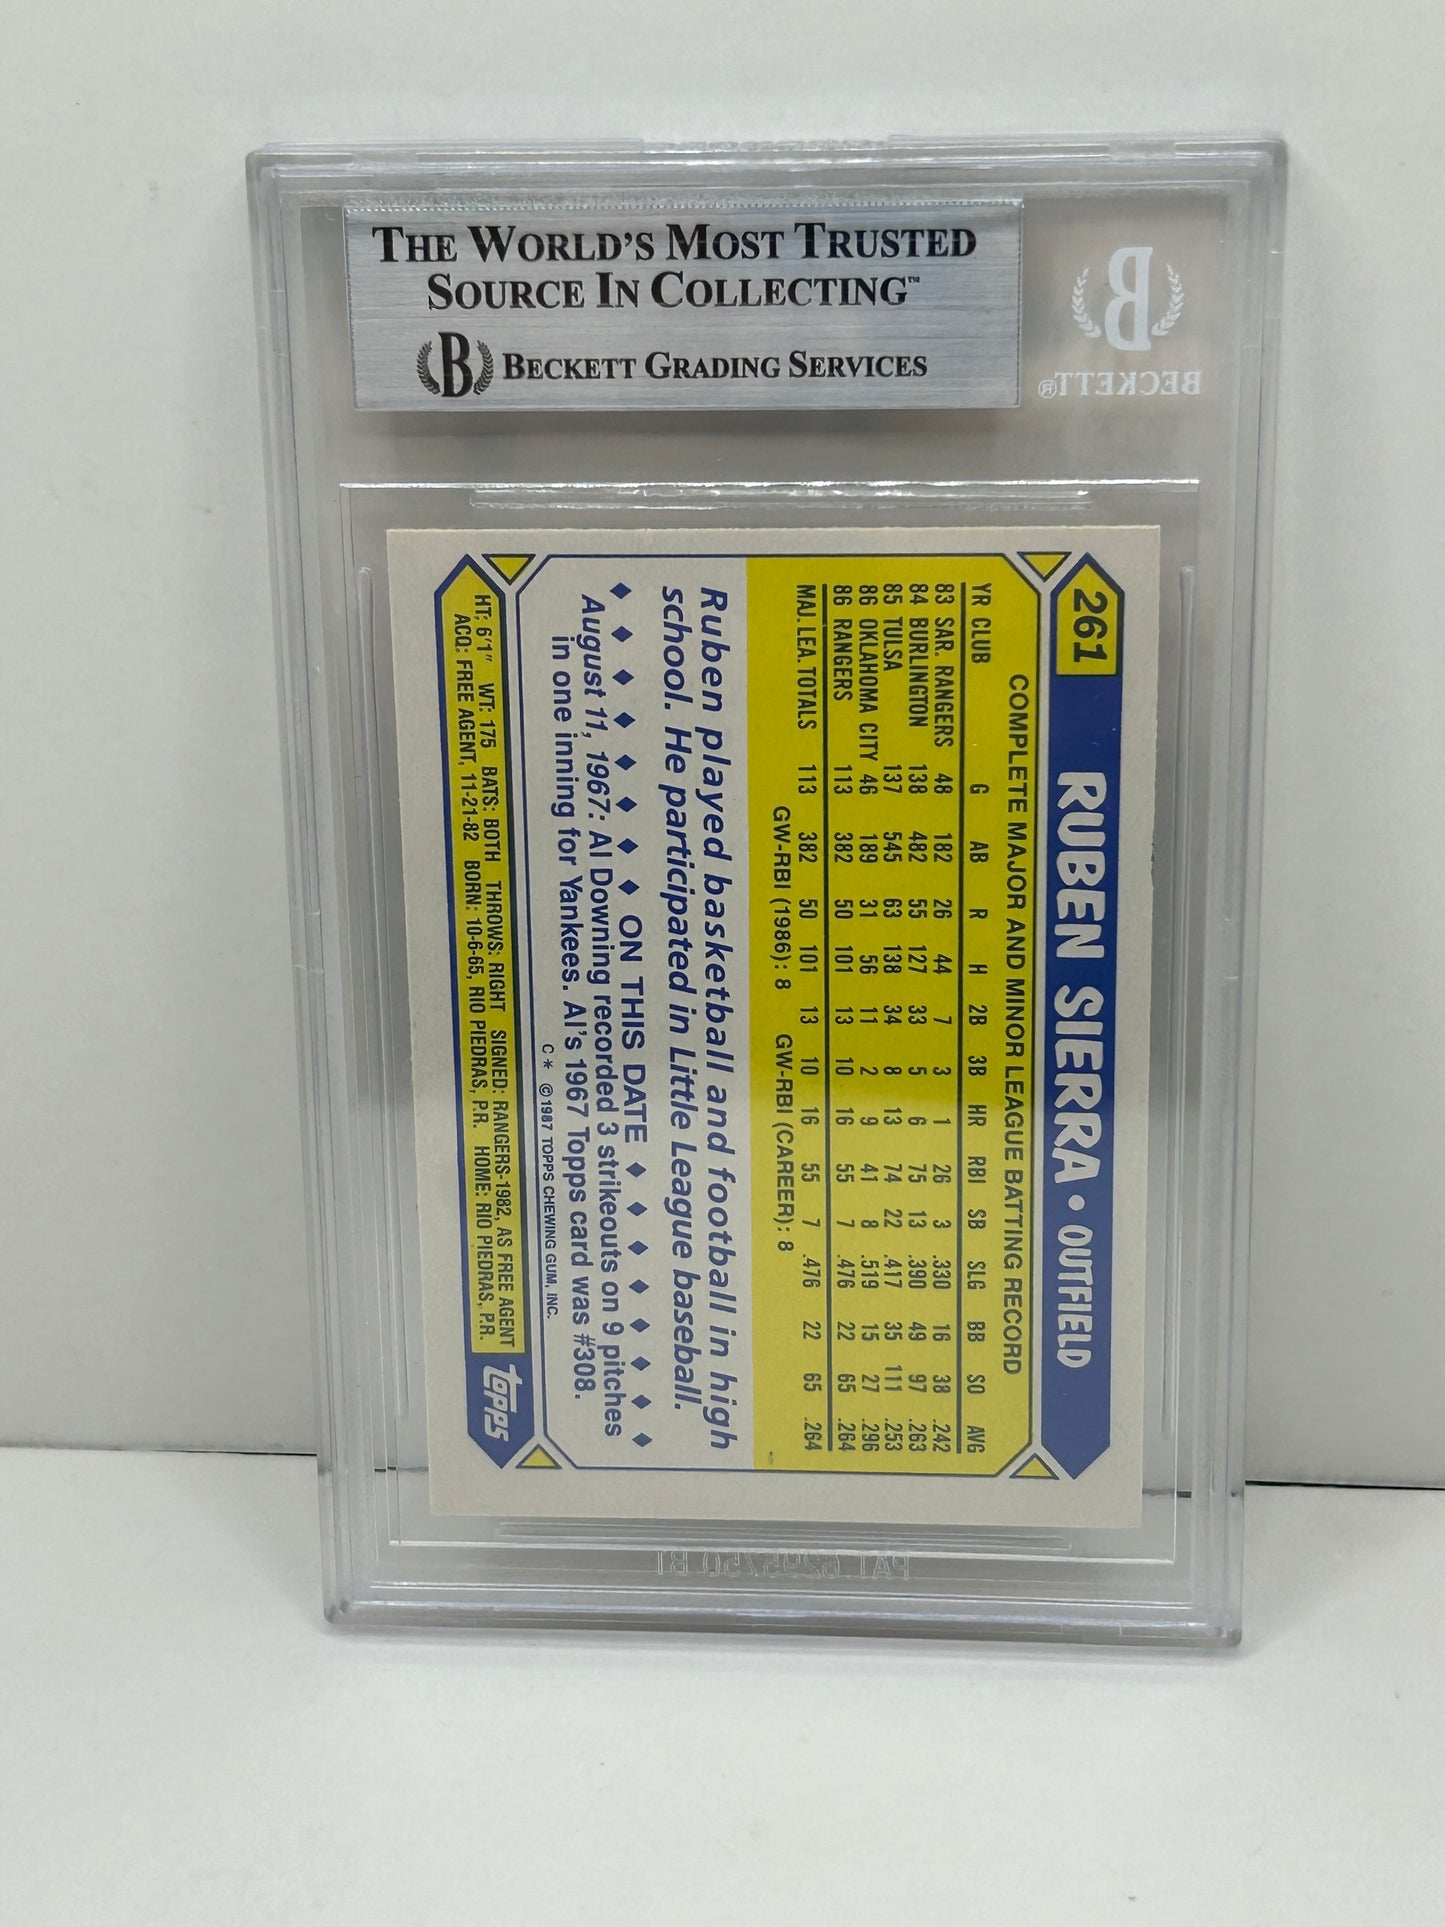 THE WORLD'S MOST TRUSTED
SOURCE IN COLLECTING™
B BECKETT GRADING SERVICES
B
BECKETT®
261 RUBEN SIERRA • OUTFIELD
COMPLETE MAJOR AND MINOR LEAGUE BATTING RECORD
YR CLUB G AB R H 2B 3B HR RBI SB SLG BB SO AVG
83 SAR. RANGERS 48 182 26 44 7 3 1 26 3 .330 16 38 .242
84 BURLINGTON 138 482 55 127 33 5 6 75 13 .390 49 97 .263
85 TULSA 137 545 63 138 34 8 13 74 22 .417 35 111 .253
86 OKLAHOMA CITY 46 189 31 56 11 2 9 41 8 .519 15 27 .296
86 RANGERS 113 382 50 101 13 10 16 55 7 .476 22 65 .264
MAJ. LEA. TOTALS 113 382 50 101 13 10 16 55 7 .476 22 65 .264
GW-RBI (1986): 8 GW-RBI (CAREER): 8
Ruben played basketball and football in high
school. He participated in Little League baseball.
◆ ◆ ◆ ◆ ◆ ◆ ◆ ◆ ON THIS DATE ◆ ◆ ◆ ◆ ◆ ◆ ◆ ◆
August 11, 1967: Al Downing recorded 3 strikeouts on 9 pitches
in one inning for Yankees. Al's 1967 Topps card was #308.
C* © 1987 TOPPS CHEWING GUM, INC.
HT: 6'1" WT: 175 BATS: BOTH THROWS: RIGHT SIGNED: RANGERS-1982, AS FREE AGENT
ACQ: FREE AGENT, 11-21-82 BORN: 10-6-65, RIO PIEDRAS, P.R. HOME: RIO PIEDRAS, P.R.
topps